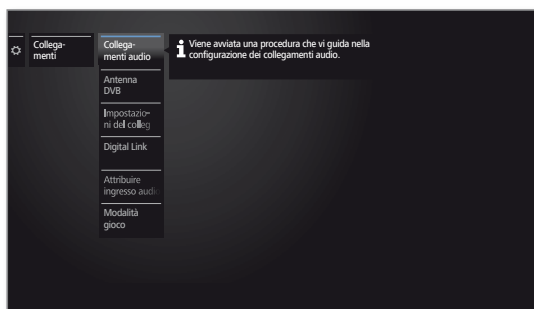 Collega-
menti
Collega-
menti audio
Viene avviata una procedura che vi guida nella
configurazione dei collegamenti audio.
Antenna
DVB
Impostazio-
ni del colleg
Digital Link
Attribuire
ingresso audio
Modalità
gioco